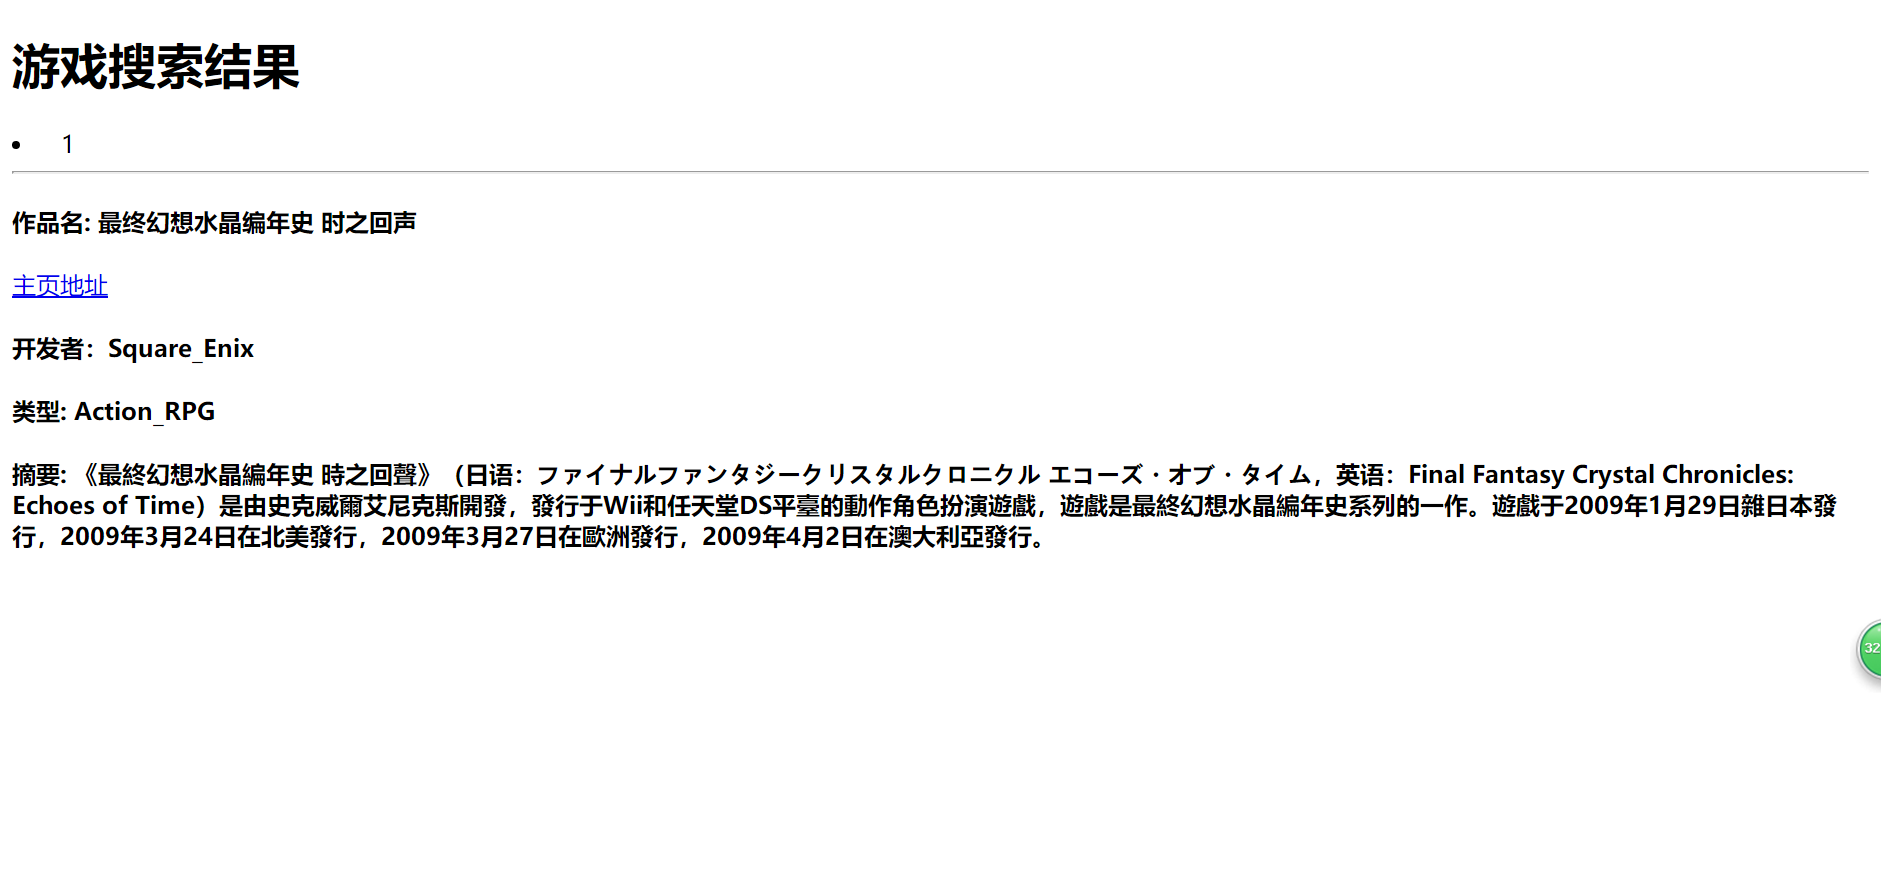 游戏搜索结果
1
作品名: 最终幻想水晶编年史 时之回声
主页地址
开发者：Square_Enix
类型: Action_RPG
摘要: 《最終幻想水晶編年史 時之回聲》（日语：ファイナルファンタジークリスタルクロニクル エコーズ・オブ・タイム，英语：Final Fantasy Crystal Chronicles:
Echoes of Time）是由史克威爾艾尼克斯開發，發行于Wii和任天堂DS平臺的動作角色扮演遊戲，遊戲是最終幻想水晶編年史系列的一作。遊戲于2009年1月29日雜日本發
行，2009年3月24日在北美發行，2009年3月27日在歐洲發行，2009年4月2日在澳大利亞發行。
32